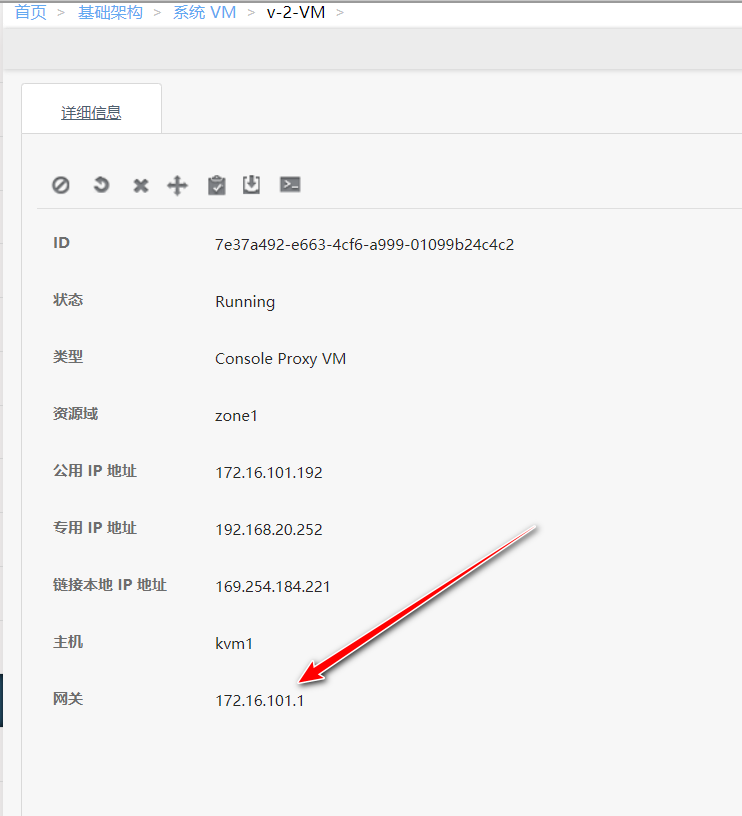 首页 > 基础架构 > 系统 VM > v-2-VM >
详细信息
ID 7e37a492-e663-4cf6-a999-01099b24c4c2
状态 Running
类型 Console Proxy VM
资源域 zone1
公用 IP 地址 172.16.101.192
专用 IP 地址 192.168.20.252
链接本地 IP 地址 169.254.184.221
主机 kvm1
网关 172.16.101.1